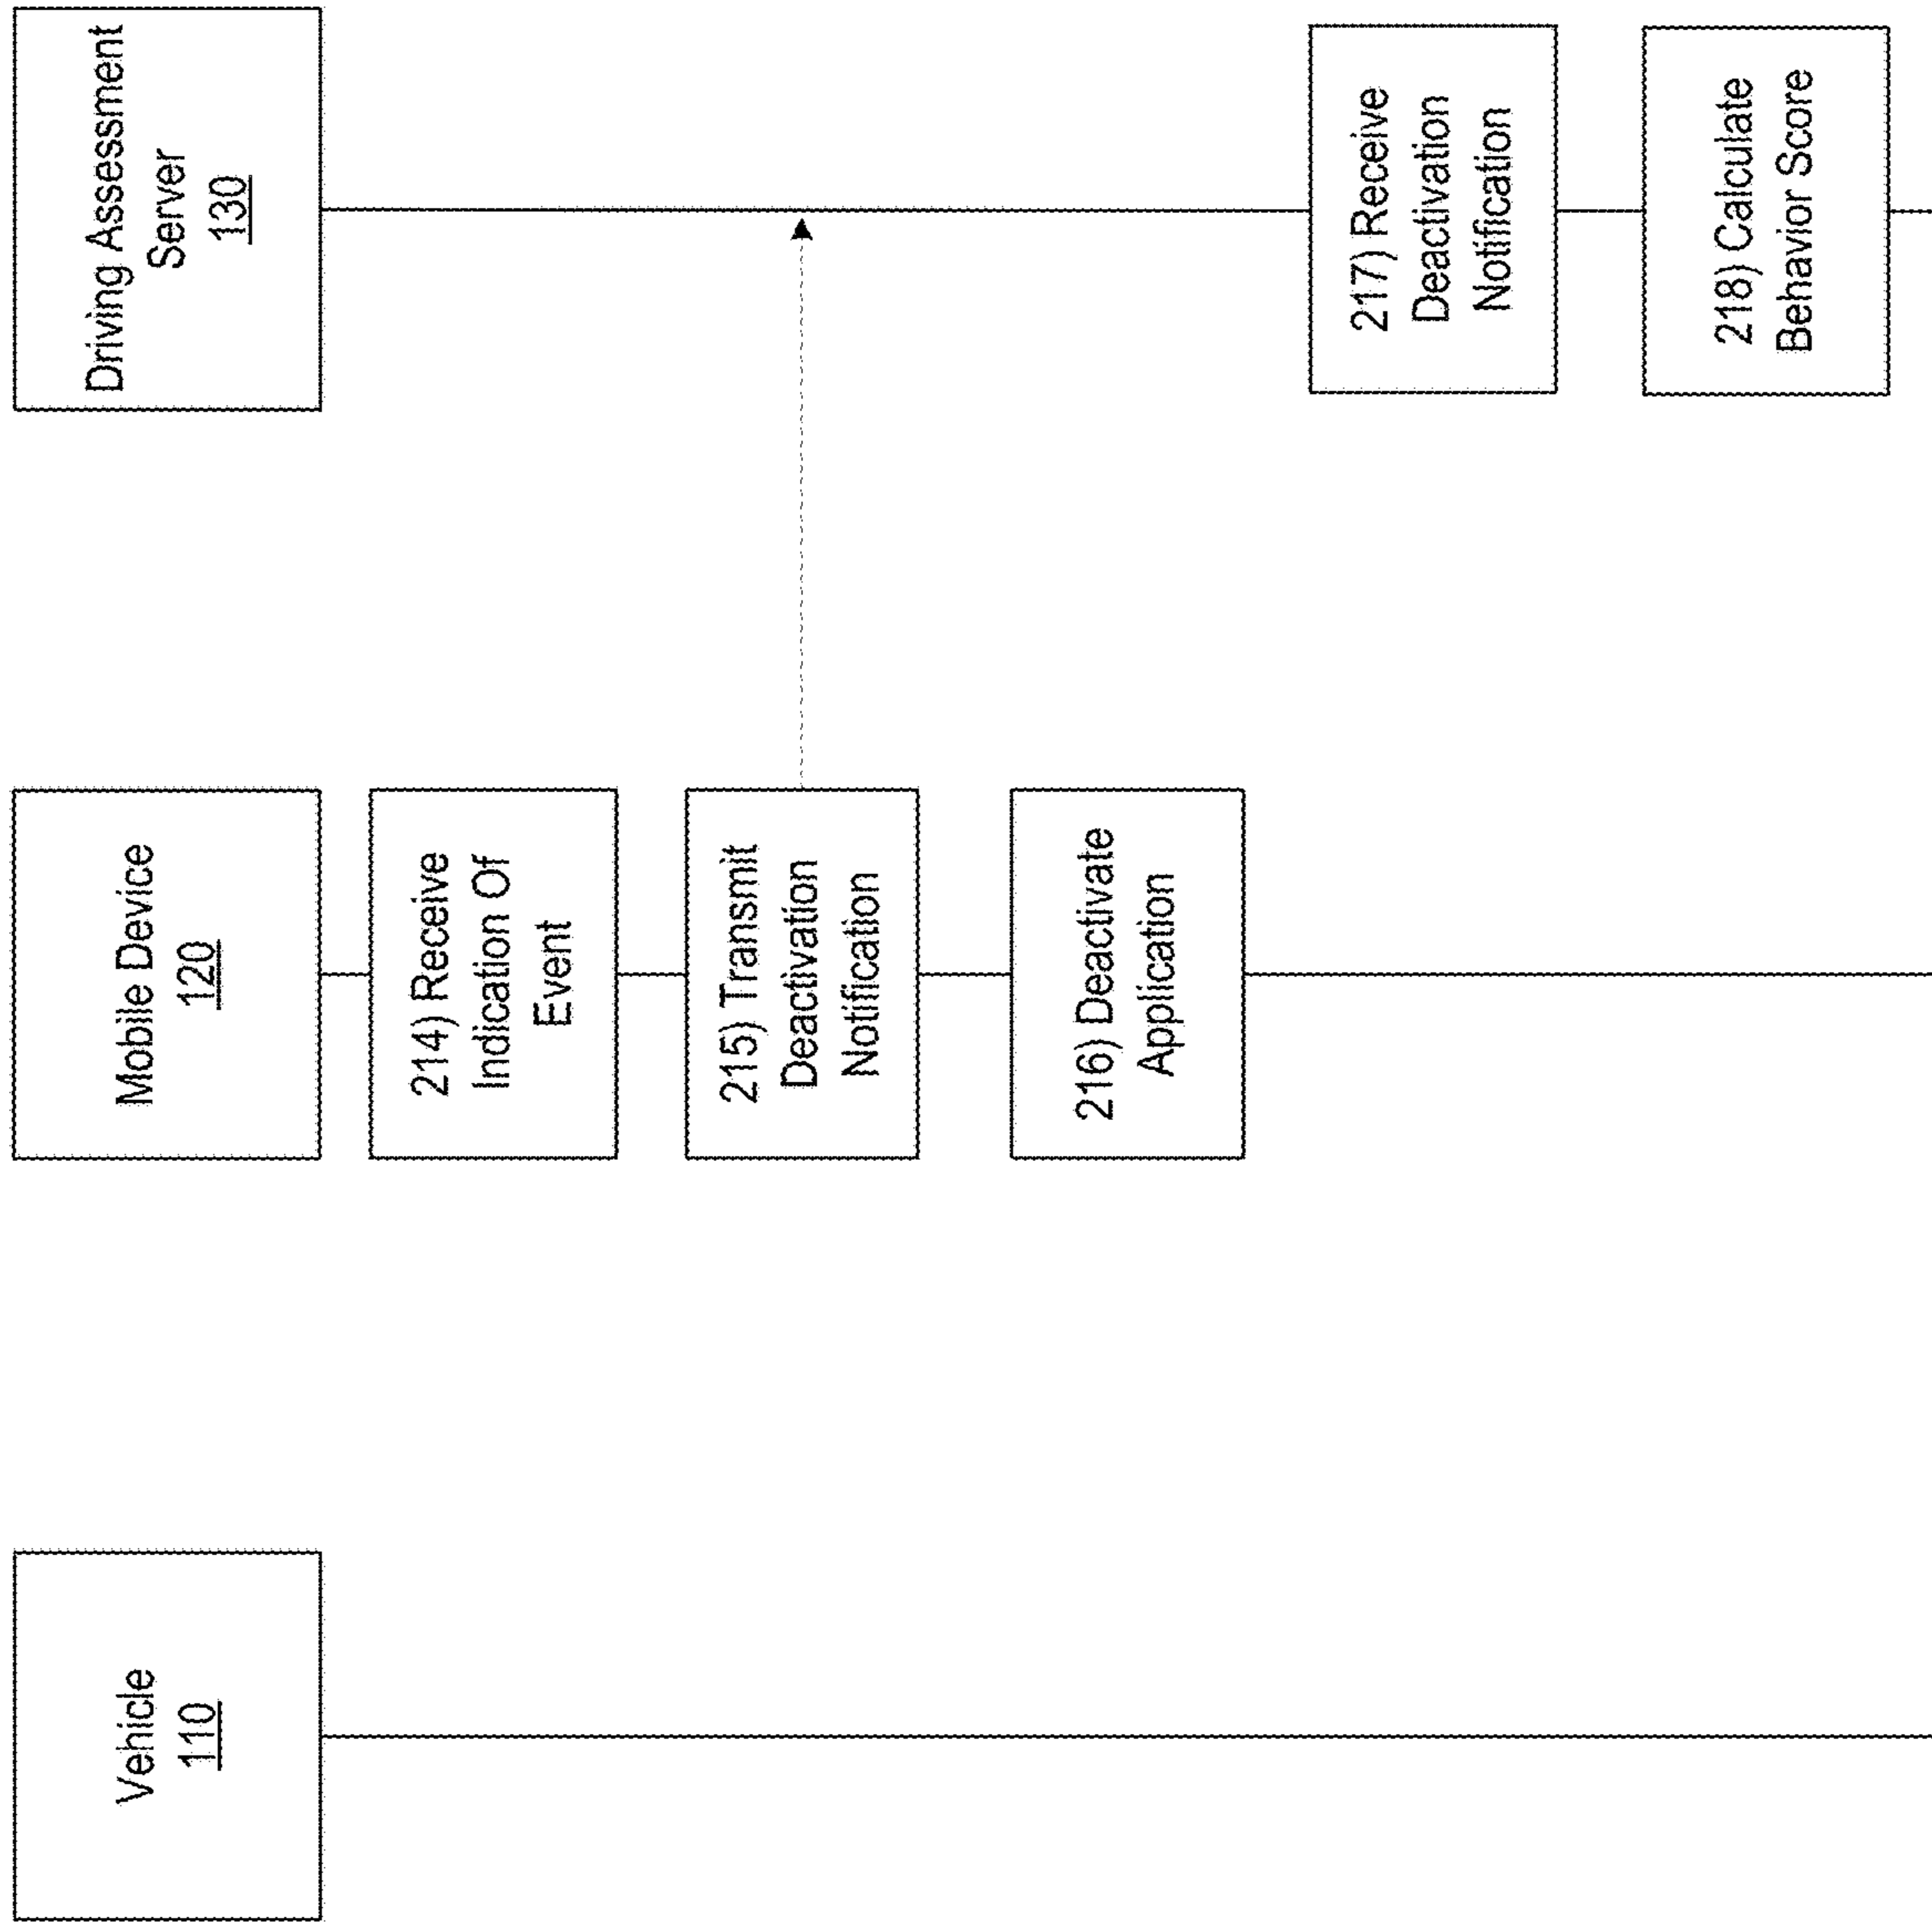 Vehicle
110
Mobile Device
120
Driving Assessment
Server
130
214) Receive
Indication Of
Event
215) Transmit
Deactivation
Notification
216) Deactivate
Application
217) Receive
Deactivation
Notification
218) Calculate
Behavior Score